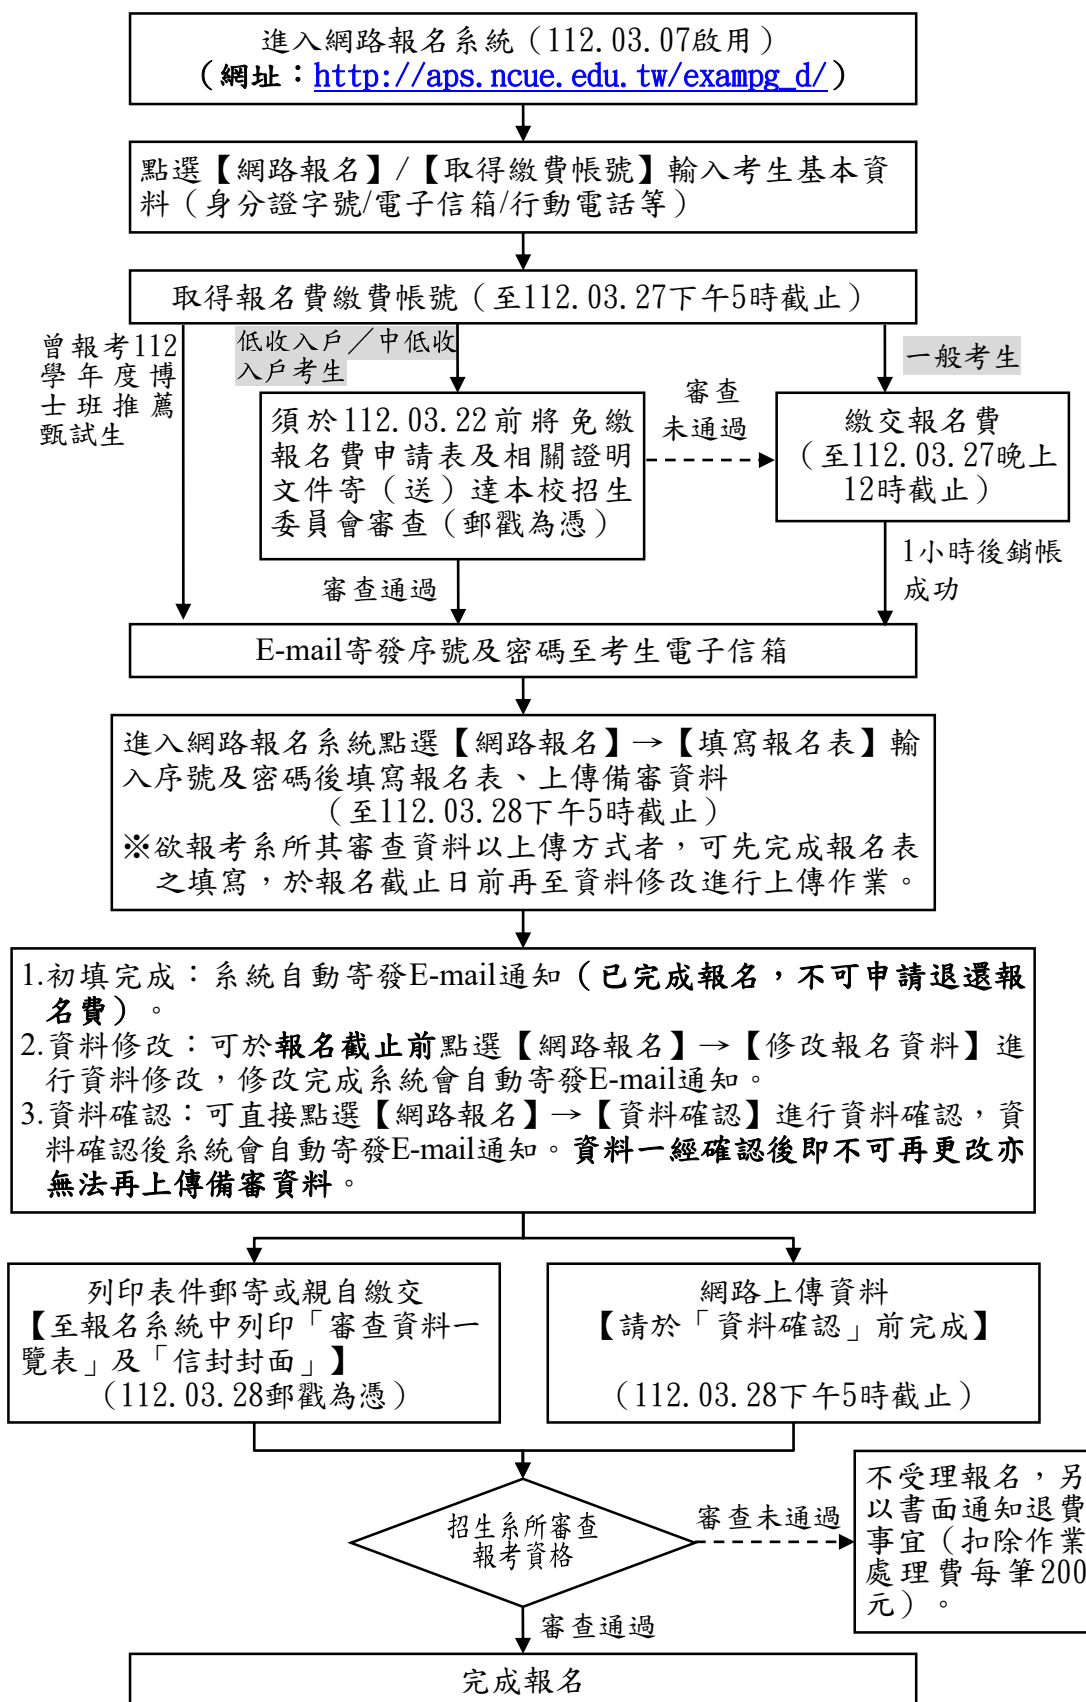 進入網路報名系統（112.03.07啟用）
（網址：http://aps.ncue.edu.tw/exampg_d/）
點選【網路報名】/【取得繳費帳號】輸入考生基本資
料（身分證字號/電子信箱/行動電話等）
取得報名費繳費帳號（至112.03.27下午5時截止）
曾報考112
學年度博
士班推薦
甄試生
低收入戶／中低收
入戶考生
一般考生
須於112.03.22前將免繳
報名費申請表及相關證明
文件寄（送）達本校招生
委員會審查（郵戳為憑）
審查
未通過
繳交報名費
（至112.03.27晚上
12時截止）
審查通過
1小時後銷帳
成功
E-mail寄發序號及密碼至考生電子信箱
進入網路報名系統點選【網路報名】→【填寫報名表】輸
入序號及密碼後填寫報名表、上傳備審資料
（至112.03.28下午5時截止）
※欲報考系所其審查資料以上傳方式者，可先完成報名表
之填寫，於報名截止日前再至資料修改進行上傳作業。
1.初填完成：系統自動寄發E-mail通知（已完成報名，不可申請退還報
名費）。
2.資料修改：可於報名截止前點選【網路報名】→【修改報名資料】進
行資料修改，修改完成系統會自動寄發E-mail通知。
3.資料確認：可直接點選【網路報名】→【資料確認】進行資料確認，資
料確認後系統會自動寄發E-mail通知。資料一經確認後即不可再更改亦
無法再上傳備審資料。
列印表件郵寄或親自繳交
【至報名系統中列印「審查資料一
覽表」及「信封封面」】
（112.03.28郵戳為憑）
網路上傳資料
【請於「資料確認」前完成】
（112.03.28下午5時截止）
招生系所審查
報考資格
審查未通過
不受理報名，另
以書面通知退費
事宜（扣除作業
處理費每筆200
元）。
審查通過
完成報名